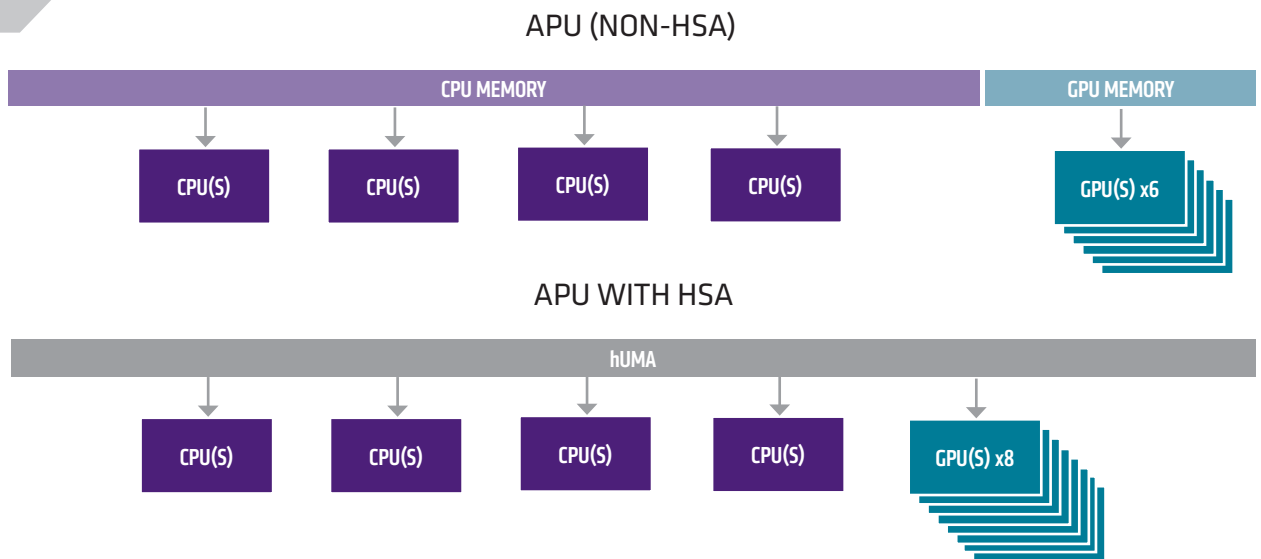 APU (NON-HSA)
CPU MEMORY GPU MEMORY
CPU(S) CPU(S) CPU(S) CPU(S) GPU(S) x6
APU WITH HSA
hUMA
CPU(S) CPU(S) CPU(S) CPU(S) GPU(S) x8